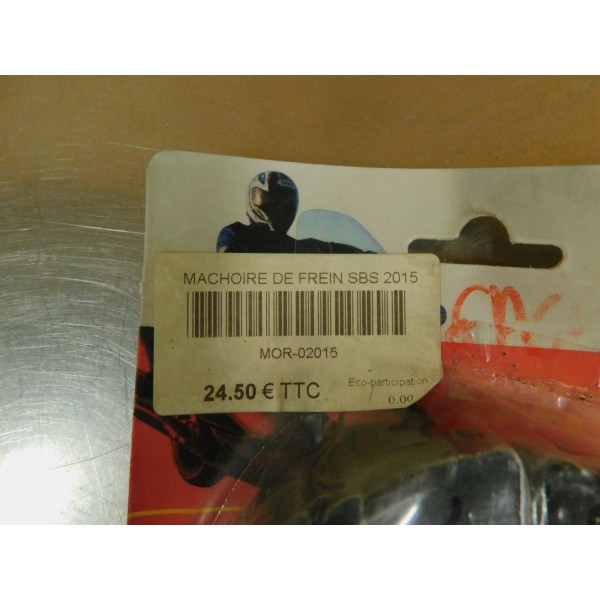 MACHOIRE DE FREIN SBS 2015
MOR-02015
24.50 € TTC
Eco-participation
0.00